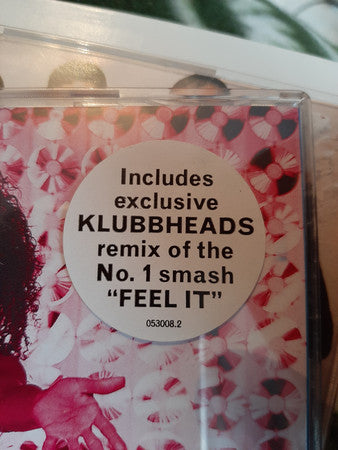 Includes
exclusive
KLUBBHEADS
remix of the
No. 1 smash
“FEEL IT”
053008.2